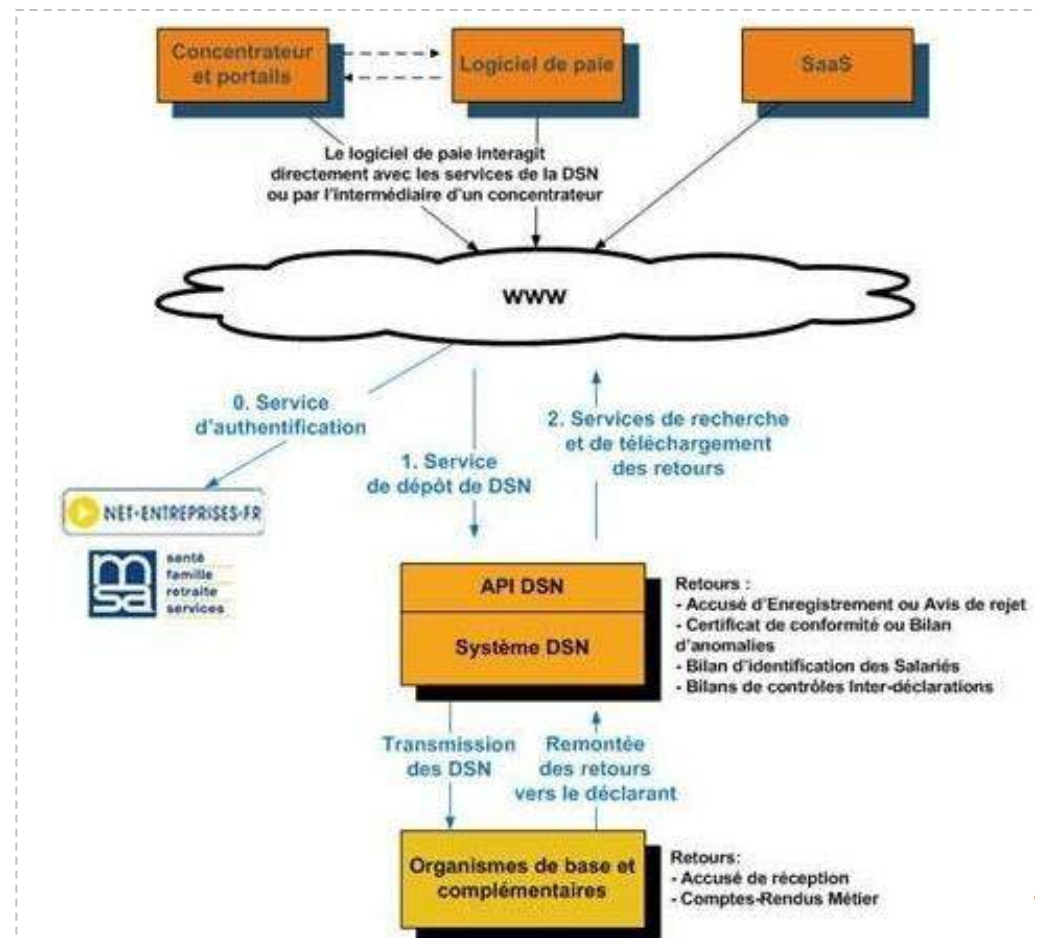 Concentrateur
et portails
Logiciel de paie
SaaS
Le logiciel de paie interagit
directement avec les services de la DSN
ou par l'intermédiaire d'un concentrateur
www
0. Service
d'authentification
1. Service
de dépôt de DSN
2. Services de recherche
et de téléchargement
des retours
NET-ENTREPRISES·FR
msa
santé
famille
retraite
services
API DSN
Système DSN
Retours :
- Accusé d'Enregistrement ou Avis de rejet
- Certificat de conformité ou Bilan
d'anomalies
- Bilan d'identification des Salariés
- Bilans de contrôles Inter-déclarations
Transmission
des DSN
Remontée
des retours
vers le déclarant
Organismes de base et
complémentaires
Retours:
- Accusé de réception
- Comptes-Rendus Métier